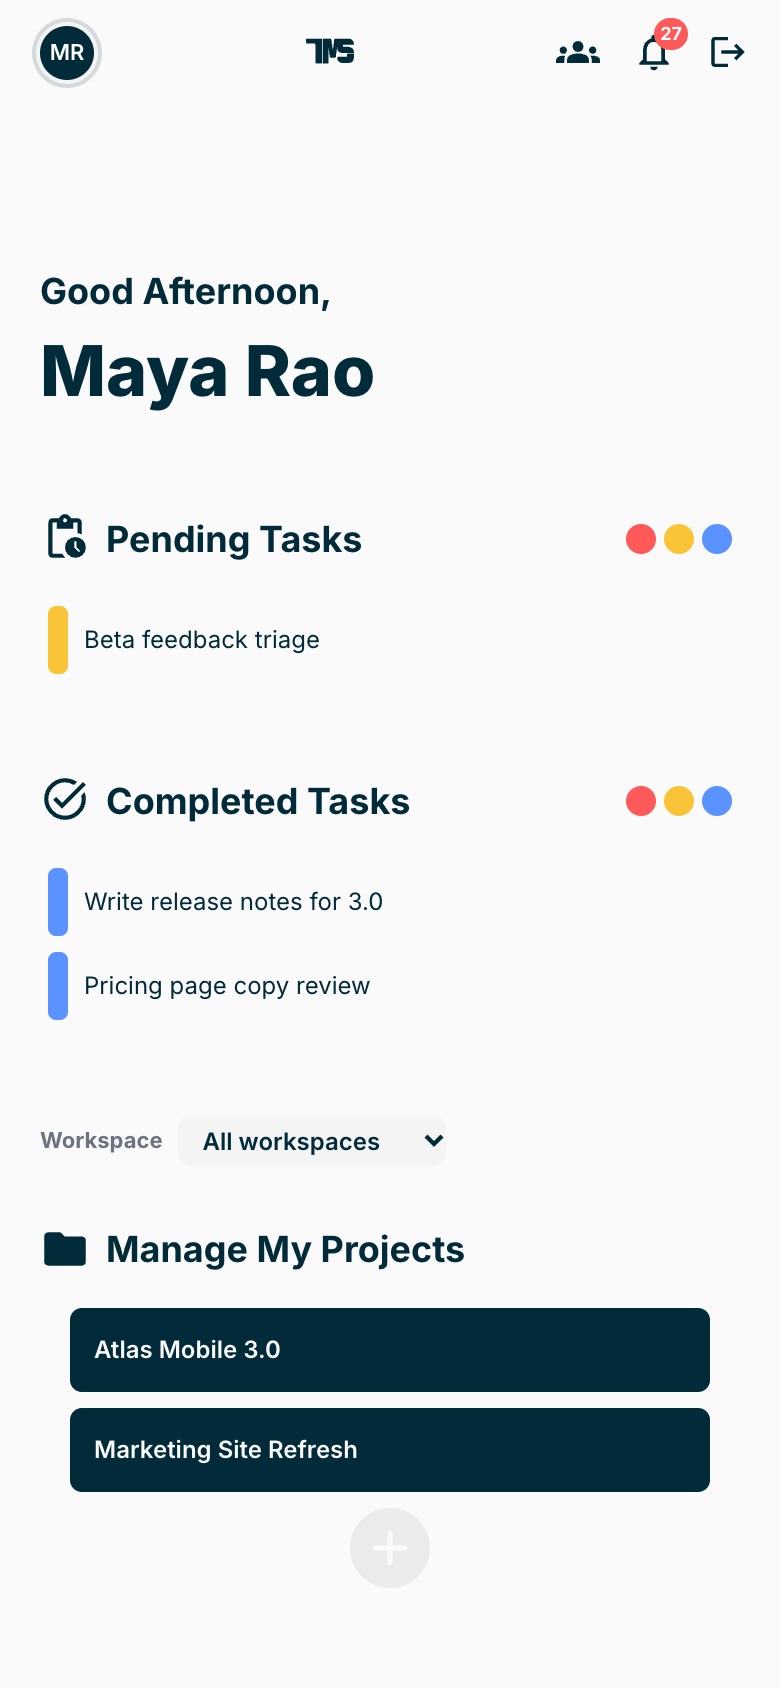 MR
TMS
27
Good Afternoon,
Maya Rao
Pending Tasks
Beta feedback triage
Completed Tasks
Write release notes for 3.0
Pricing page copy review
Workspace All workspaces
Manage My Projects
Atlas Mobile 3.0
Marketing Site Refresh